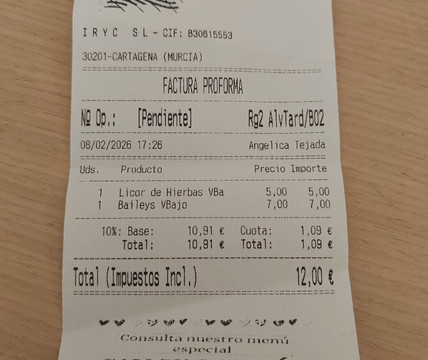 IRYC SL - CIF: B30615553
30201-CARTAGENA (MURCIA)
FACTURA PROFORMA
Nº Op.: [Pendiente] Rg2 AlvTard/B02
08/02/2026 17:26 Angelica Tejada
Uds. Producto Precio Importe
1 Licor de Hierbas VBa 5,00 5,00
1 Baileys VBajo 7,00 7,00
10%: Base: 10,91 € Cuota: 1,09 €
Total: 10,91 € Total: 1,09 €
Total (Impuestos Incl.) 12,00 €
Consulta nuestro menú
especial